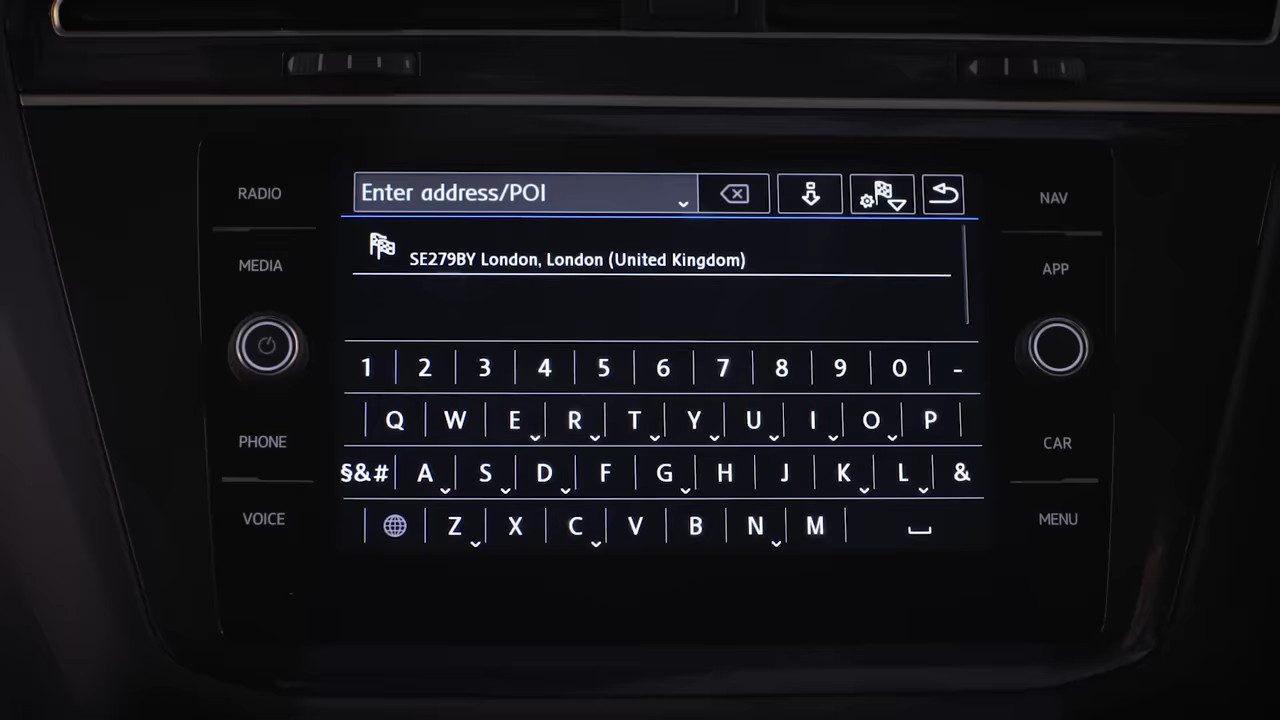 RADIO
MEDIA
PHONE
VOICE
Enter address/POI
SE279BY London, London (United Kingdom)
1 2 3 4 5 6 7 8 9 0 -
Q W E R T Y U I O P
§&# A S D F G H J K L &
Z X C V B N M
NAV
APP
CAR
MENU